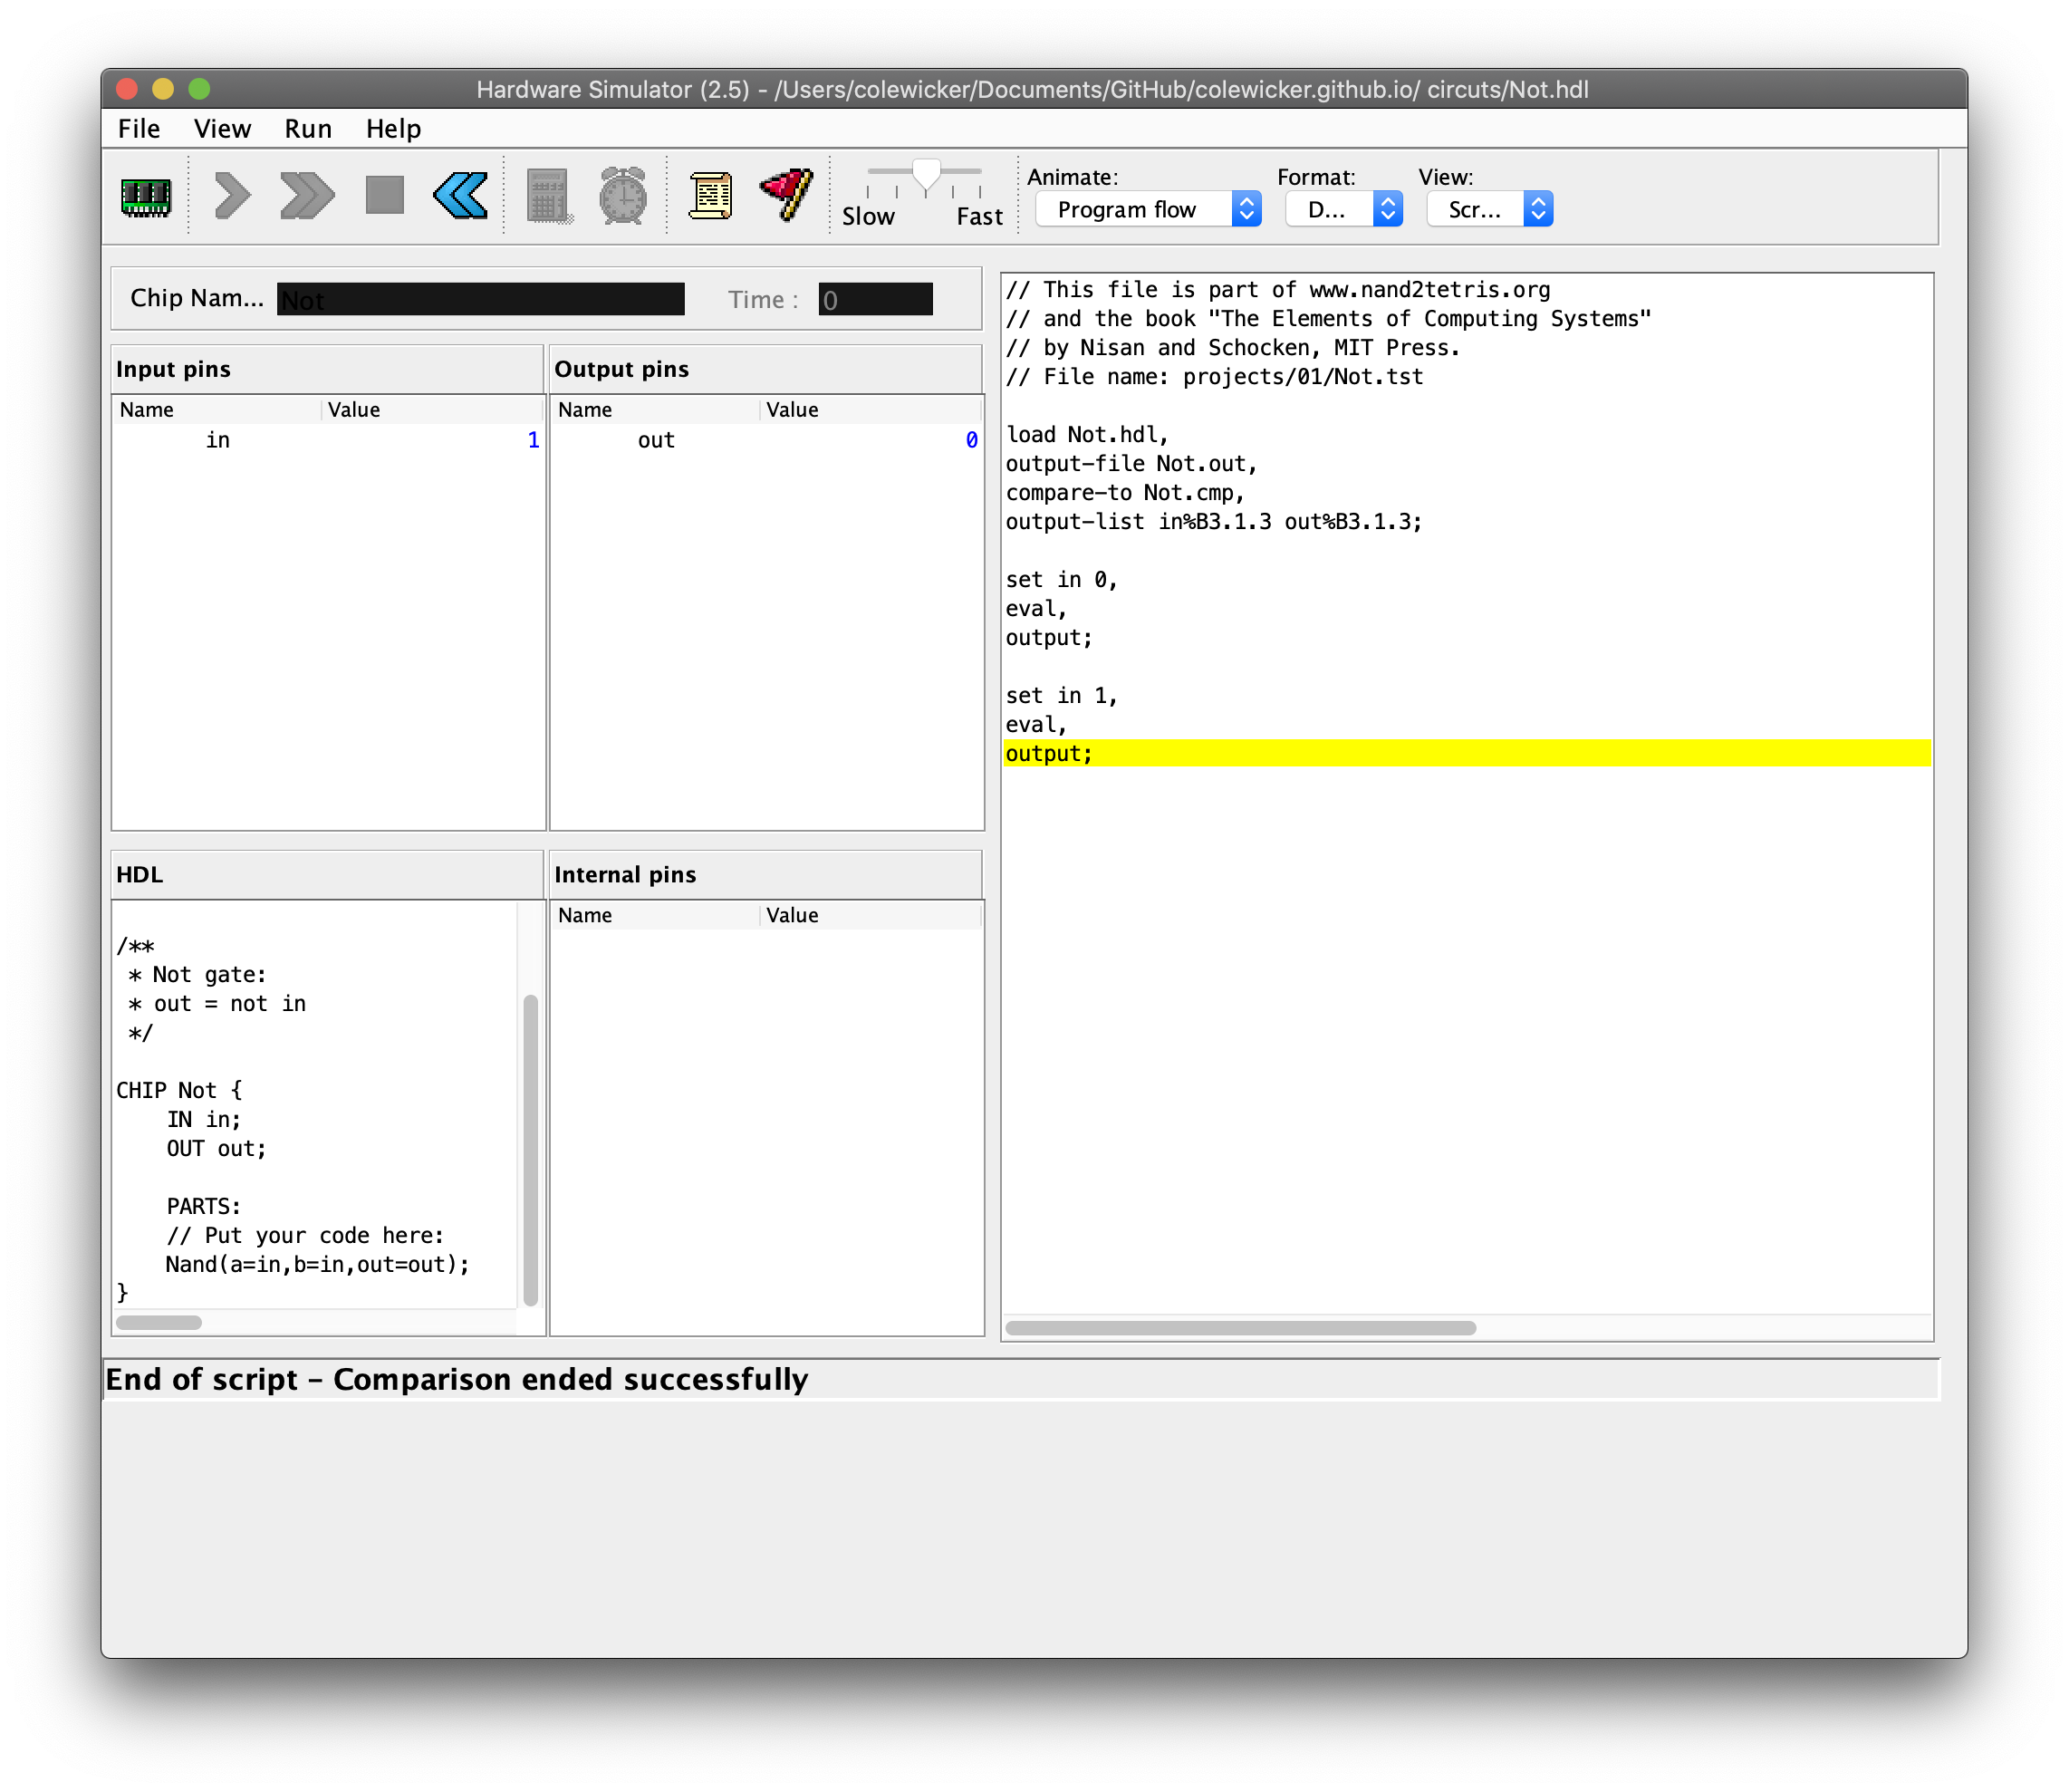 Hardware Simulator (2.5) - /Users/colewicker/Documents/GitHub/colewicker.github.io/ circuts/Not.hdl
File View Run Help
Slow Fast
Animate: Format: View:
Program flow D... Scr...
Chip Nam... Not Time : 0
Input pins
Name Value
in 1
Output pins
Name Value
out 0
HDL
/**
* Not gate:
* out = not in
*/
CHIP Not {
IN in;
OUT out;
PARTS:
// Put your code here:
Nand(a=in,b=in,out=out);
}
Internal pins
Name Value
// This file is part of www.nand2tetris.org
// and the book "The Elements of Computing Systems"
// by Nisan and Schocken, MIT Press.
// File name: projects/01/Not.tst
load Not.hdl,
output-file Not.out,
compare-to Not.cmp,
output-list in%B3.1.3 out%B3.1.3;
set in 0,
eval,
output;
set in 1,
eval,
output;
End of script - Comparison ended successfully